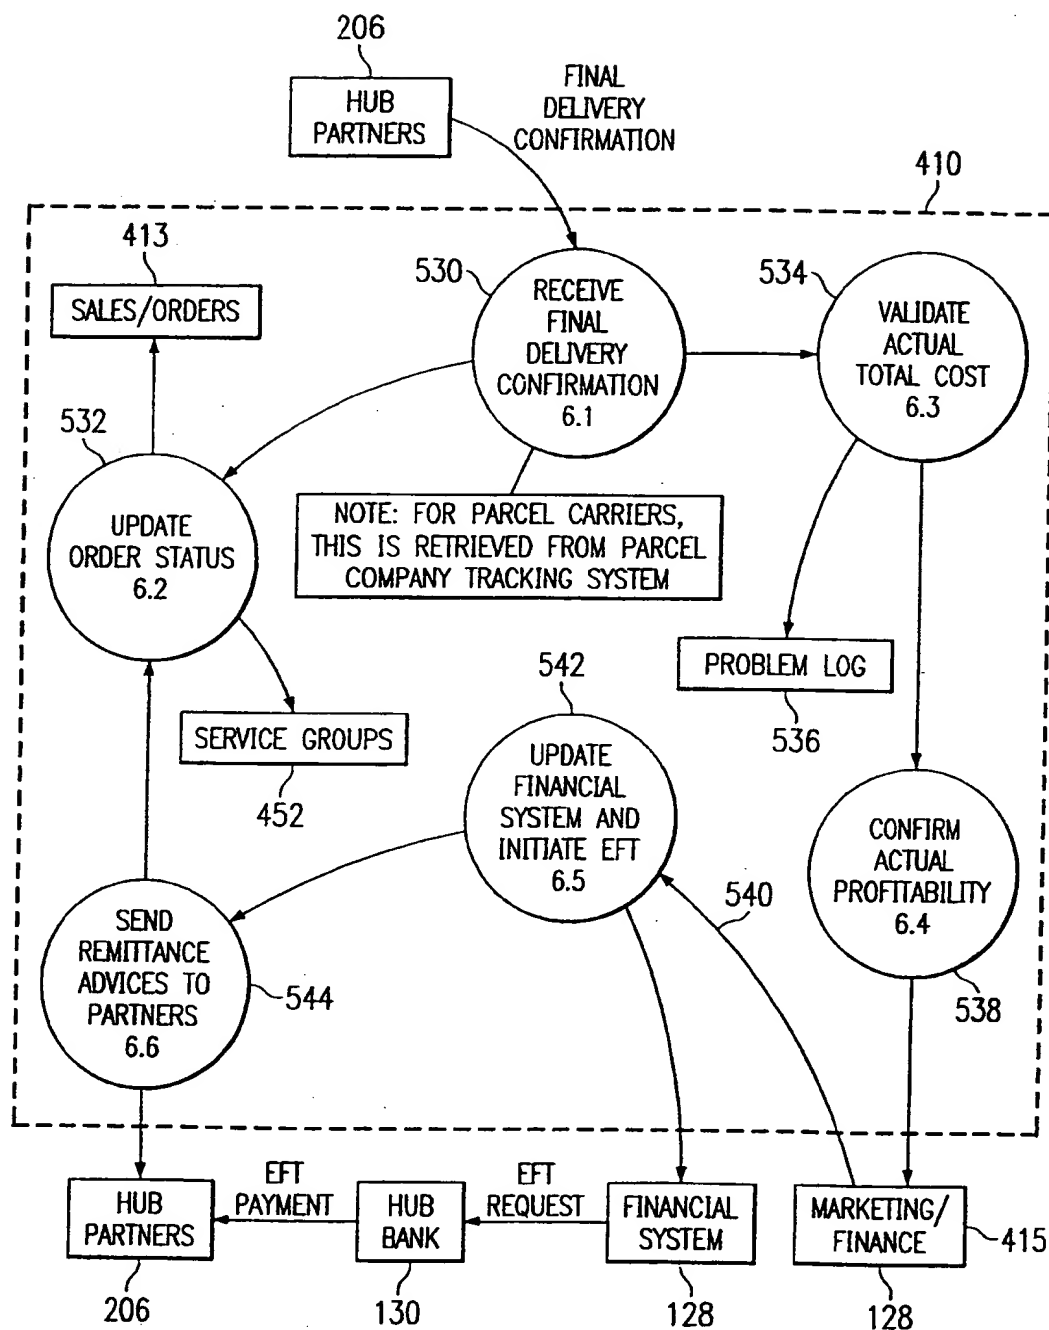 206
HUB
PARTNERS
FINAL
DELIVERY
CONFIRMATION
410
413
SALES/ORDERS
530
RECEIVE
FINAL
DELIVERY
CONFIRMATION
6.1
534
VALIDATE
ACTUAL
TOTAL COST
6.3
532
UPDATE
ORDER STATUS
6.2
NOTE: FOR PARCEL CARRIERS,
THIS IS RETRIEVED FROM PARCEL
COMPANY TRACKING SYSTEM
PROBLEM LOG
536
SERVICE GROUPS
452
542
UPDATE
FINANCIAL
SYSTEM AND
INITIATE EFT
6.5
540
CONFIRM
ACTUAL
PROFITABILITY
6.4
538
SEND
REMITTANCE
ADVICES TO
PARTNERS
6.6
544
HUB
PARTNERS
206
EFT
PAYMENT
HUB
BANK
130
EFT
REQUEST
FINANCIAL
SYSTEM
128
MARKETING/
FINANCE
415
128